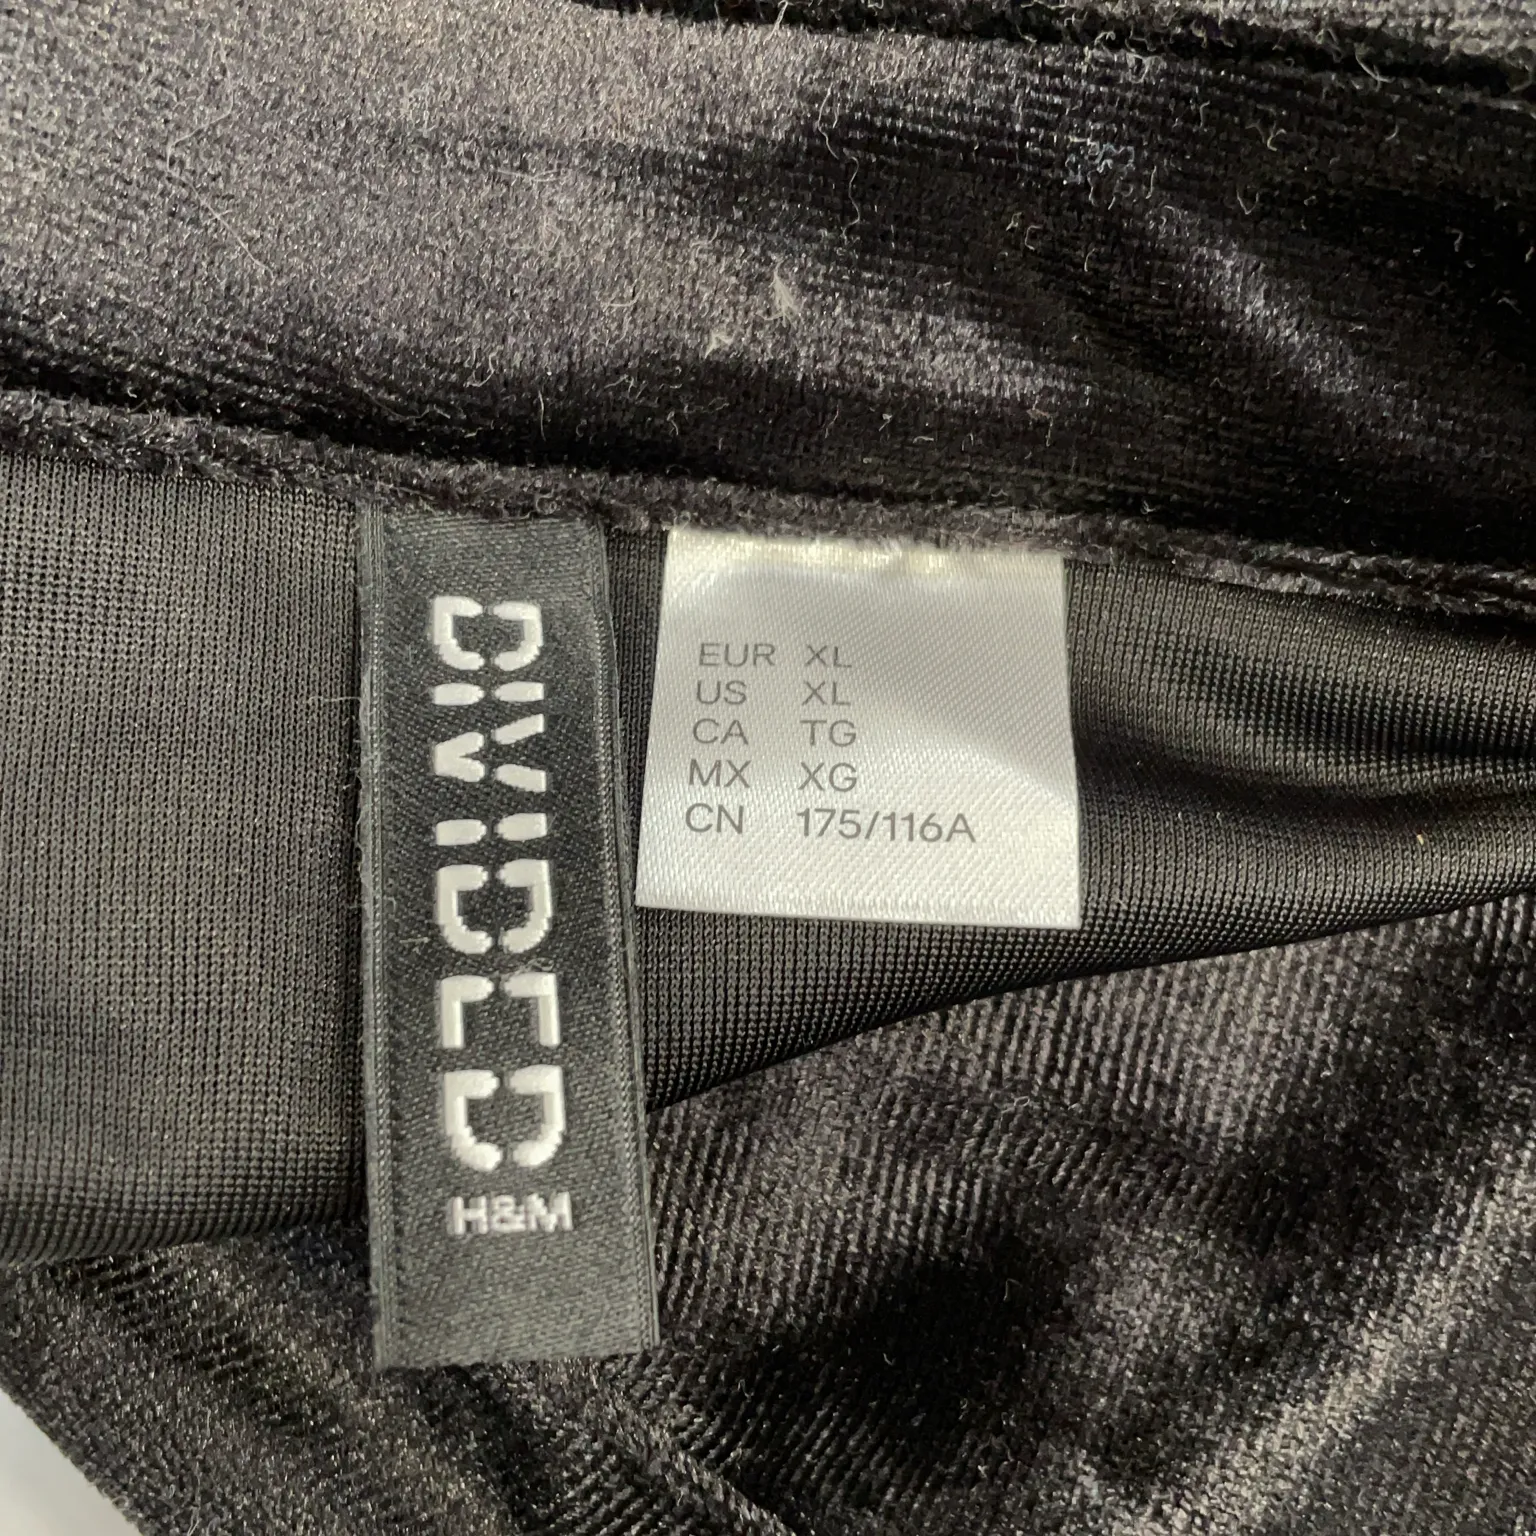 DIVIDED
H&M
EUR XL
US XL
CA TG
MX XG
CN 175/116A